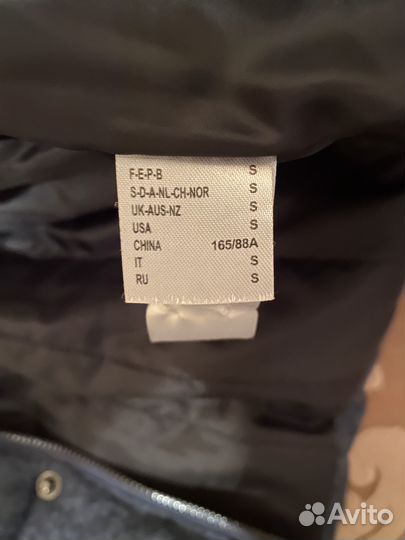 F-E-P-B S
S-D-A-NL-CH-NOR S
UK-AUS-NZ S
USA S
CHINA 165/88A
IT S
RU S
Avito